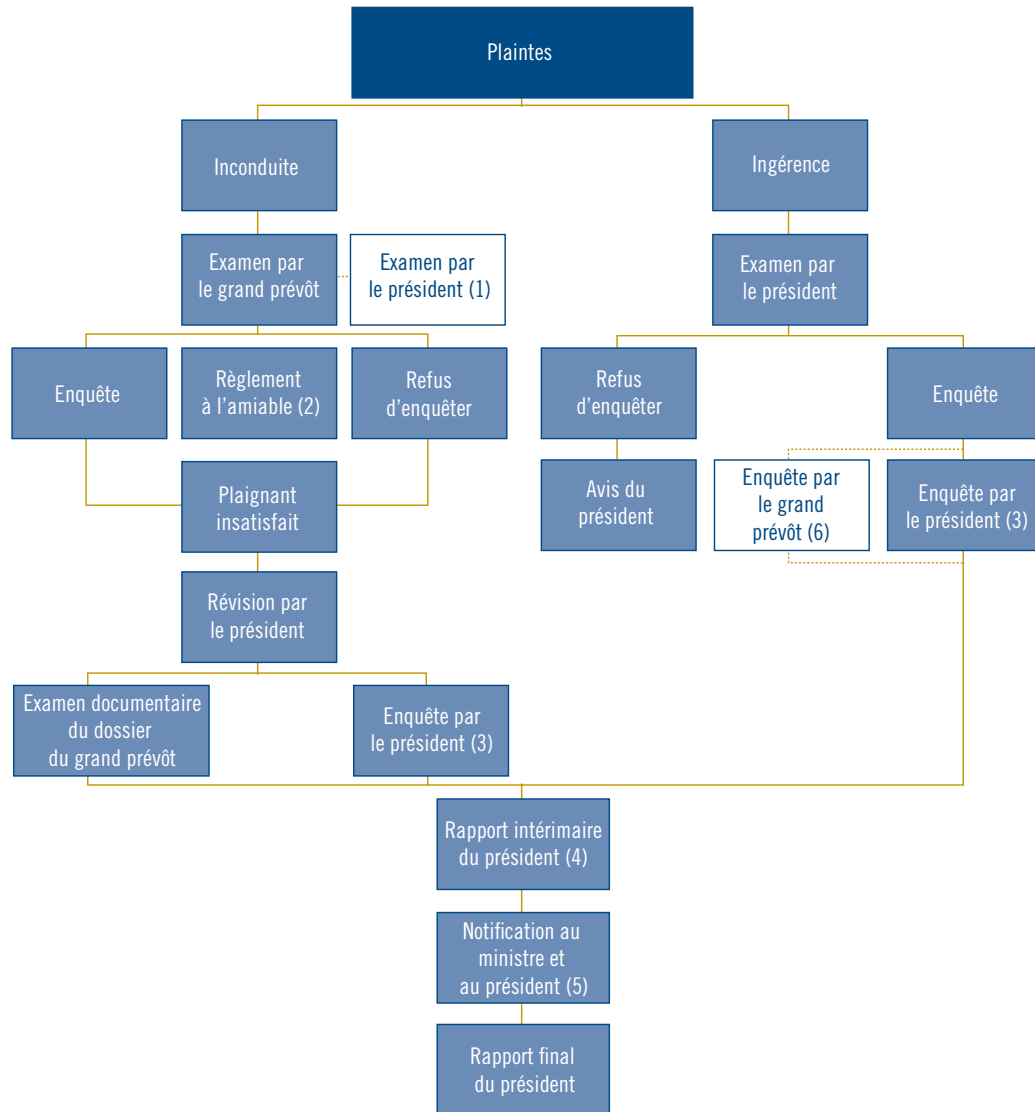 Plaintes
Inconduite
Ingérence
Examen par
le grand prévôt
Examen par
le président (1)
Examen par
le président
Enquête
Règlement
à l’amiable (2)
Refus
d’enquêter
Refus
d’enquêter
Enquête
Plaignant
insatisfait
Avis du
président
Enquête par
le grand
prévôt (6)
Enquête par
le président (3)
Révision par
le président
Examen documentaire
du dossier
du grand prévôt
Enquête par
le président (3)
Rapport intérimaire
du président (4)
Notification au
ministre et
au président (5)
Rapport final
du président